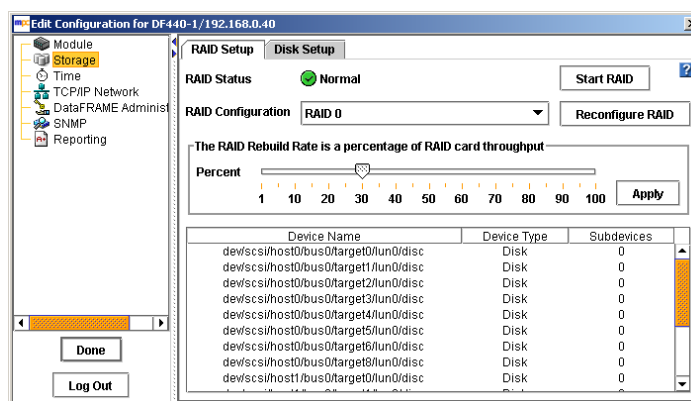 Edit Configuration for DF440-1/192.168.0.40
Module
Storage
Time
TCP/IP Network
DataFRAME Administ
SNMP
Reporting
Done
Log Out
RAID Setup Disk Setup
RAID Status Normal Start RAID
?
RAID Configuration RAID 0 Reconfigure RAID
The RAID Rebuild Rate is a percentage of RAID card throughput
Percent
1 10 20 30 40 50 60 70 80 90 100 Apply
Device Name Device Type Subdevices
dev/scsi/host0/bus0/target0/lun0/disc Disk 0
dev/scsi/host0/bus0/target1/lun0/disc Disk 0
dev/scsi/host0/bus0/target2/lun0/disc Disk 0
dev/scsi/host0/bus0/target3/lun0/disc Disk 0
dev/scsi/host0/bus0/target4/lun0/disc Disk 0
dev/scsi/host0/bus0/target5/lun0/disc Disk 0
dev/scsi/host0/bus0/target6/lun0/disc Disk 0
dev/scsi/host0/bus0/target8/lun0/disc Disk 0
dev/scsi/host1/bus0/target0/lun0/disc Disk 0